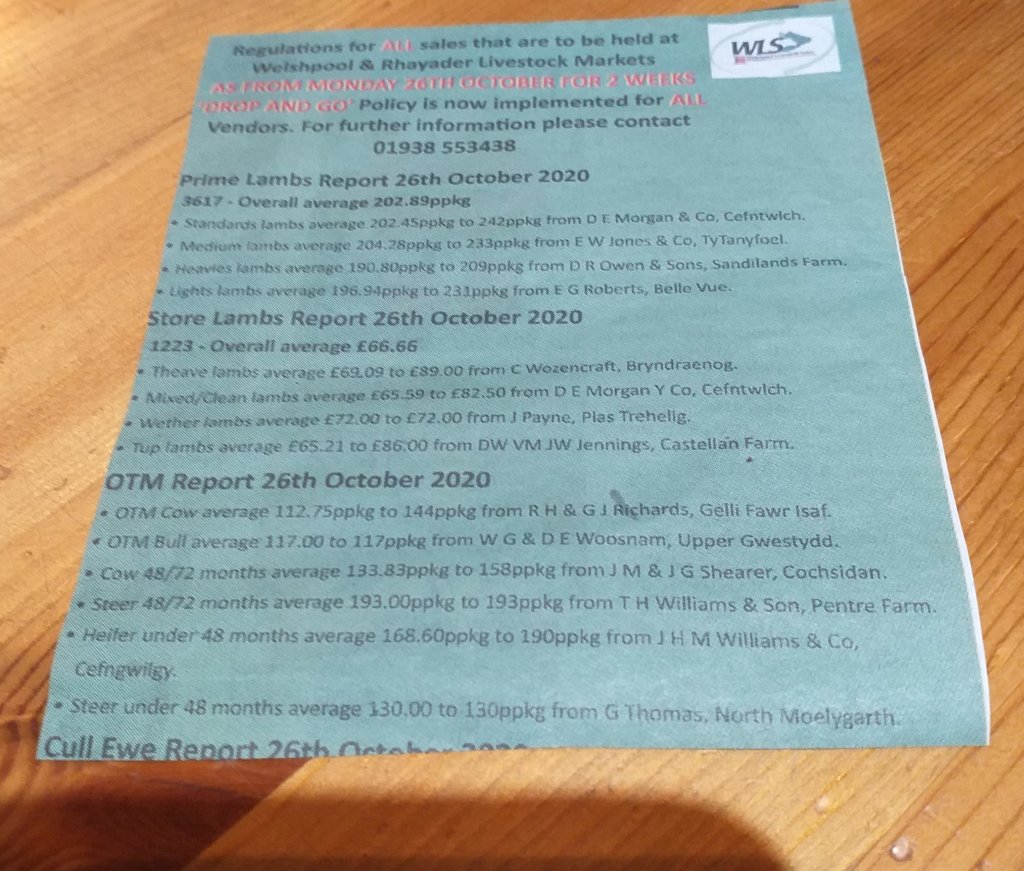 WLS
Regulations for ALL sales that are to be held at
Welshpool & Rhayader Livestock Markets
AS FROM MONDAY 26TH OCTOBER FOR 2 WEEKS
'DROP AND GO' Policy is now implemented for ALL
Vendors. For further information please contact
01938 553438
Prime Lambs Report 26th October 2020
3617 - Overall average 202.89ppkg
• Standards lambs average 202.45ppkg to 242ppkg from D E Morgan & Co, Cefntwlch.
• Medium lambs average 204.28ppkg to 233ppkg from E W Jones & Co, TyTanyfoel.
• Heavies lambs average 190.80ppkg to 209ppkg from D R Owen & Sons, Sandilands Farm.
• Lights lambs average 196.94ppkg to 231ppkg from E G Roberts, Belle Vue.
Store Lambs Report 26th October 2020
1223 - Overall average £66.66
• Theave lambs average £69.09 to £89.00 from C Wozencraft, Bryndraenog.
• Mixed/Clean lambs average £65.59 to £82.50 from D E Morgan Y Co, Cefntwlch.
• Wether lambs average £72.00 to £72.00 from J Payne, Plas Trehelig.
• Tup lambs average £65.21 to £86.00 from DW VM JW Jennings, Castellan Farm.
OTM Report 26th October 2020
• OTM Cow average 112.75ppkg to 144ppkg from R H & G J Richards, Gelli Fawr Isaf.
• OTM Bull average 117.00 to 117ppkg from W G & D E Woosnam, Upper Gwestydd.
• Cow 48/72 months average 133.83ppkg to 158ppkg from J M & J G Shearer, Cochsidan.
• Steer 48/72 months average 193.00ppkg to 193ppkg from T H Williams & Son, Pentre Farm.
• Heifer under 48 months average 168.60ppkg to 190ppkg from J H M Williams & Co,
Cefngwilgy.
• Steer under 48 months average 130.00 to 130ppkg from G Thomas, North Moelygarth.
Cull Ewe Report 26th October 2020